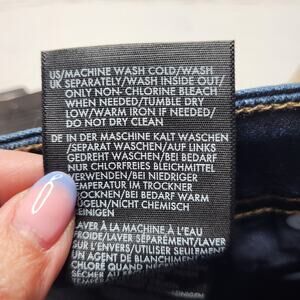 US/MACHINE WASH COLD/WASH
UK SEPARATELY/WASH INSIDE OUT/
ONLY NON- CHLORINE BLEACH
WHEN NEEDED/TUMBLE DRY
LOW/WARM IRON IF NEEDED/
DO NOT DRY CLEAN
DE IN DER MASCHINE KALT WASCHEN
/SEPARAT WASCHEN/AUF LINKS
GEDREHT WASCHEN/BEI BEDARF
NUR CHLORFREIES BLEICHMITTEL
VERWENDEN/BEI NIEDRIGER
TEMPERATUR IM TROCKNER
TROCKNEN/BEI BEDARF WARM
BÜGELN/NICHT CHEMISCH
REINIGEN
LAVER À LA MACHINE À L'EAU
FROIDE/LAVER SÉPARÉMENT/LAVER
SUR L'ENVERS/UTILISER SEULEMENT
UN AGENT DE BLANCHIMENT
CHLORÉ QUAND